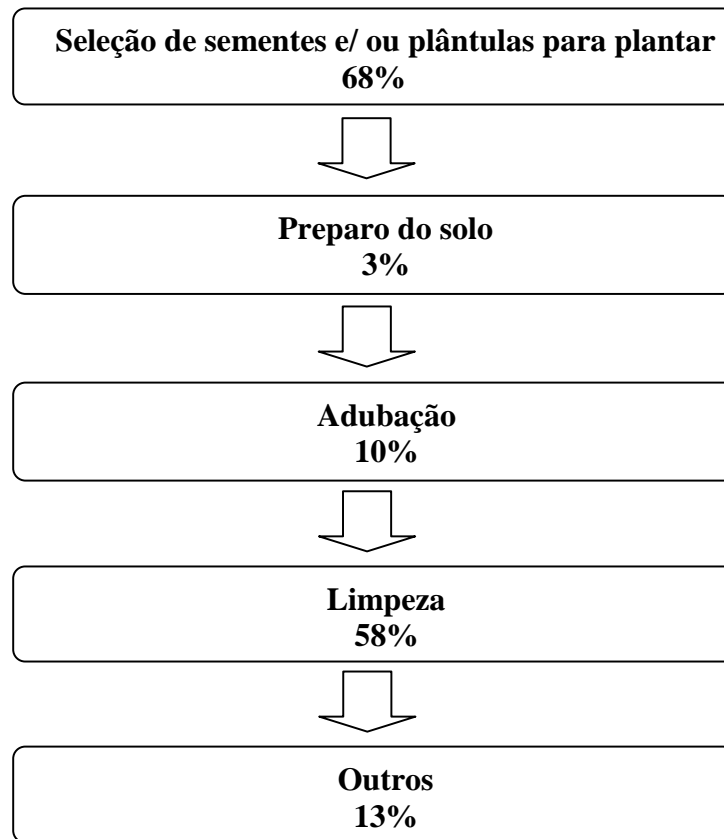 Seleção de sementes e/ ou plântulas para plantar
68%
Preparo do solo
3%
Adubação
10%
Limpeza
58%
Outros
13%